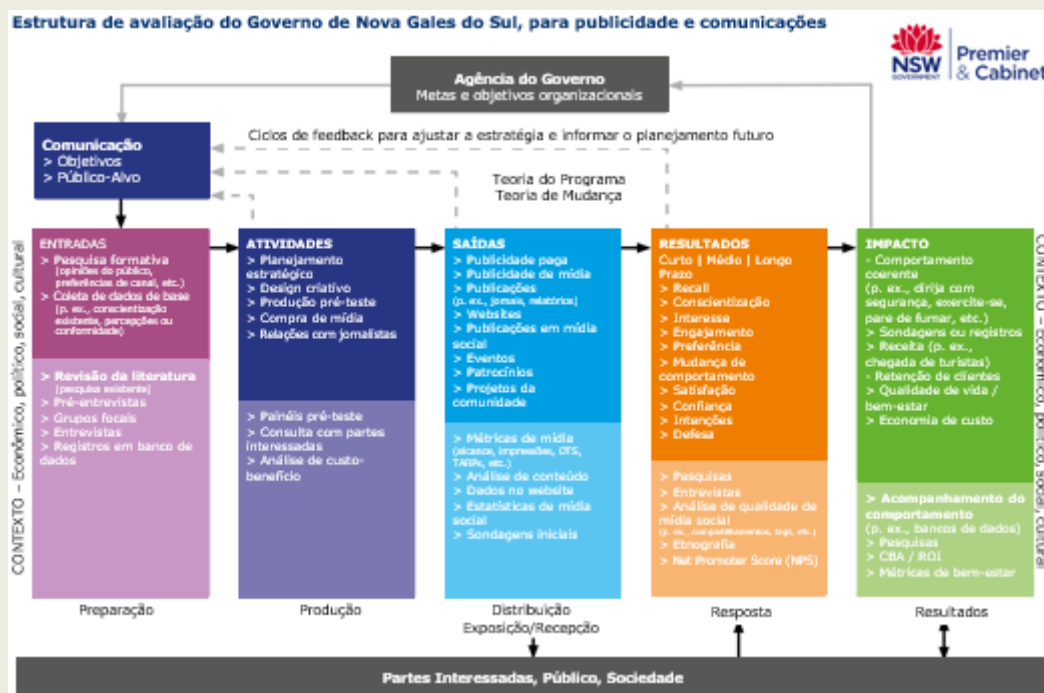 Estrutura de avaliação do Governo de Nova Gales do Sul, para publicidade e comunicações
NSW
GOVERNMENT
Premier
& Cabinet
Agência do Governo
Metas e objetivos organizacionais
Ciclos de feedback para ajustar a estratégia e informar o planejamento futuro
Comunicação
> Objetivos
> Público-Alvo
Teoria do Programa
Teoria de Mudança
CONTEXTO – Econômico, político, social, cultural
ENTRADAS
> Pesquisa formativa
(opiniões do público,
preferências de canal, etc.)
> Coleta de dados de base
(p. ex., conscientização
existente, percepções ou
conformidade)
> Revisão da literatura
(pesquisa existente)
> Pré-entrevistas
> Grupos focais
> Entrevistas
> Registros em banco de
dados
Preparação
ATIVIDADES
> Planejamento
estratégico
> Design criativo
> Produção pré-teste
> Compra de mídia
> Relações com jornalistas
> Painéis pré-teste
> Consulta com partes
interessadas
> Análise de custo-
benefício
Produção
SAÍDAS
> Publicidade paga
> Publicidade de mídia
> Publicações
(p. ex., jornais, relatórios)
> Websites
> Publicações em mídia
social
> Eventos
> Patrocínios
> Projetos da
comunidade
> Métricas de mídia
(alcance, impressões, OTS,
TARPs, etc.)
> Análise de conteúdo
> Dados no website
> Estatísticas de mídia
social
> Sondagens iniciais
Distribuição
Exposição/Recepção
RESULTADOS
Curto | Médio | Longo
Prazo
> Recall
> Conscientização
> Interesse
> Engajamento
> Preferência
> Mudança de
comportamento
> Satisfação
> Confiança
> Intenções
> Defesa
> Pesquisas
> Entrevistas
> Análise de qualidade de
mídia social
(p. ex., compartilhamentos, tags, etc.)
> Etnografia
> Net Promoter Score (NPS)
Resposta
IMPACTO
- Comportamento
coerente
(p. ex., dirija com
segurança, exercite-se,
pare de fumar, etc.)
> Sondagens ou registros
> Receita (p. ex.,
chegada de turistas)
- Retenção de clientes
> Qualidade de vida /
bem-estar
> Economia de custo
> Acompanhamento do
comportamento
(p. ex., bancos de dados)
> Pesquisas
> CBA / ROI
> Métricas de bem-estar
Resultados
CONTEXTO – Econômico, político, social, cultural
Partes Interessadas, Público, Sociedade